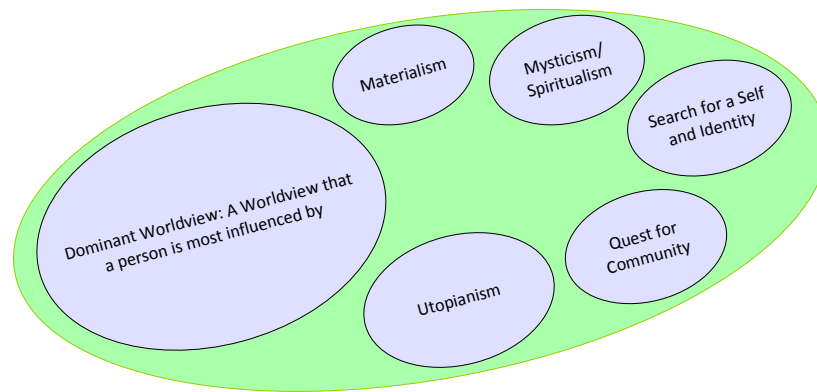 Materialism
Mysticism/
Spiritualism
Search for a Self
and Identity
Dominant Worldview: A Worldview that
a person is most influenced by
Quest for
Community
Utopianism